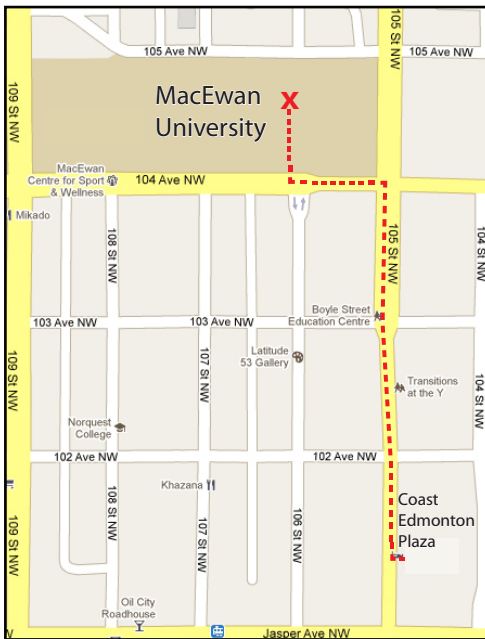 105 Ave NW
105 St NW
109 St NW
MacEwan
University
X
MacEwan
Centre for Sport
& Wellness
104 Ave NW
Mikado
108 St NW
105 St NW
104 St NW
Boyle Street
Education Centre
103 Ave NW
103 Ave NW
109 St NW
107 St NW
Latitude
53 Gallery
Transitions
at the Y
104 St NW
Norquest
College
102 Ave NW
102 Ave NW
Khazana
108 St NW
109 St NW
107 St NW
106 St NW
Coast
Edmonton
Plaza
Oil City
Roadhouse
W
Jasper Ave NW